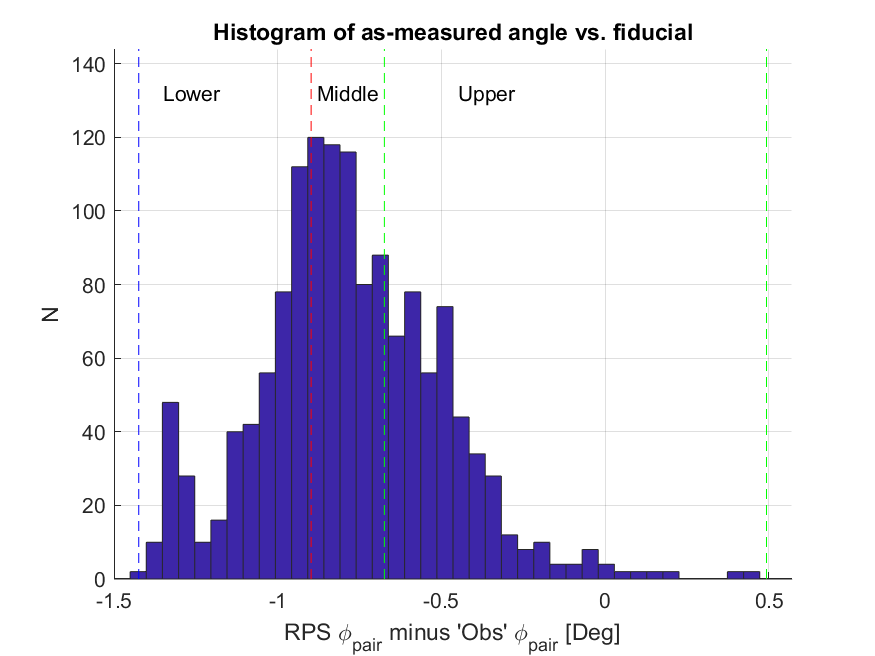 Histogram of as-measured angle vs. fiducial
140
120
100
80
60
40
20
0
N
Lower
Middle
Upper
-1.5
-1
-0.5
0
0.5
RPS ϕpair minus 'Obs' ϕpair [Deg]